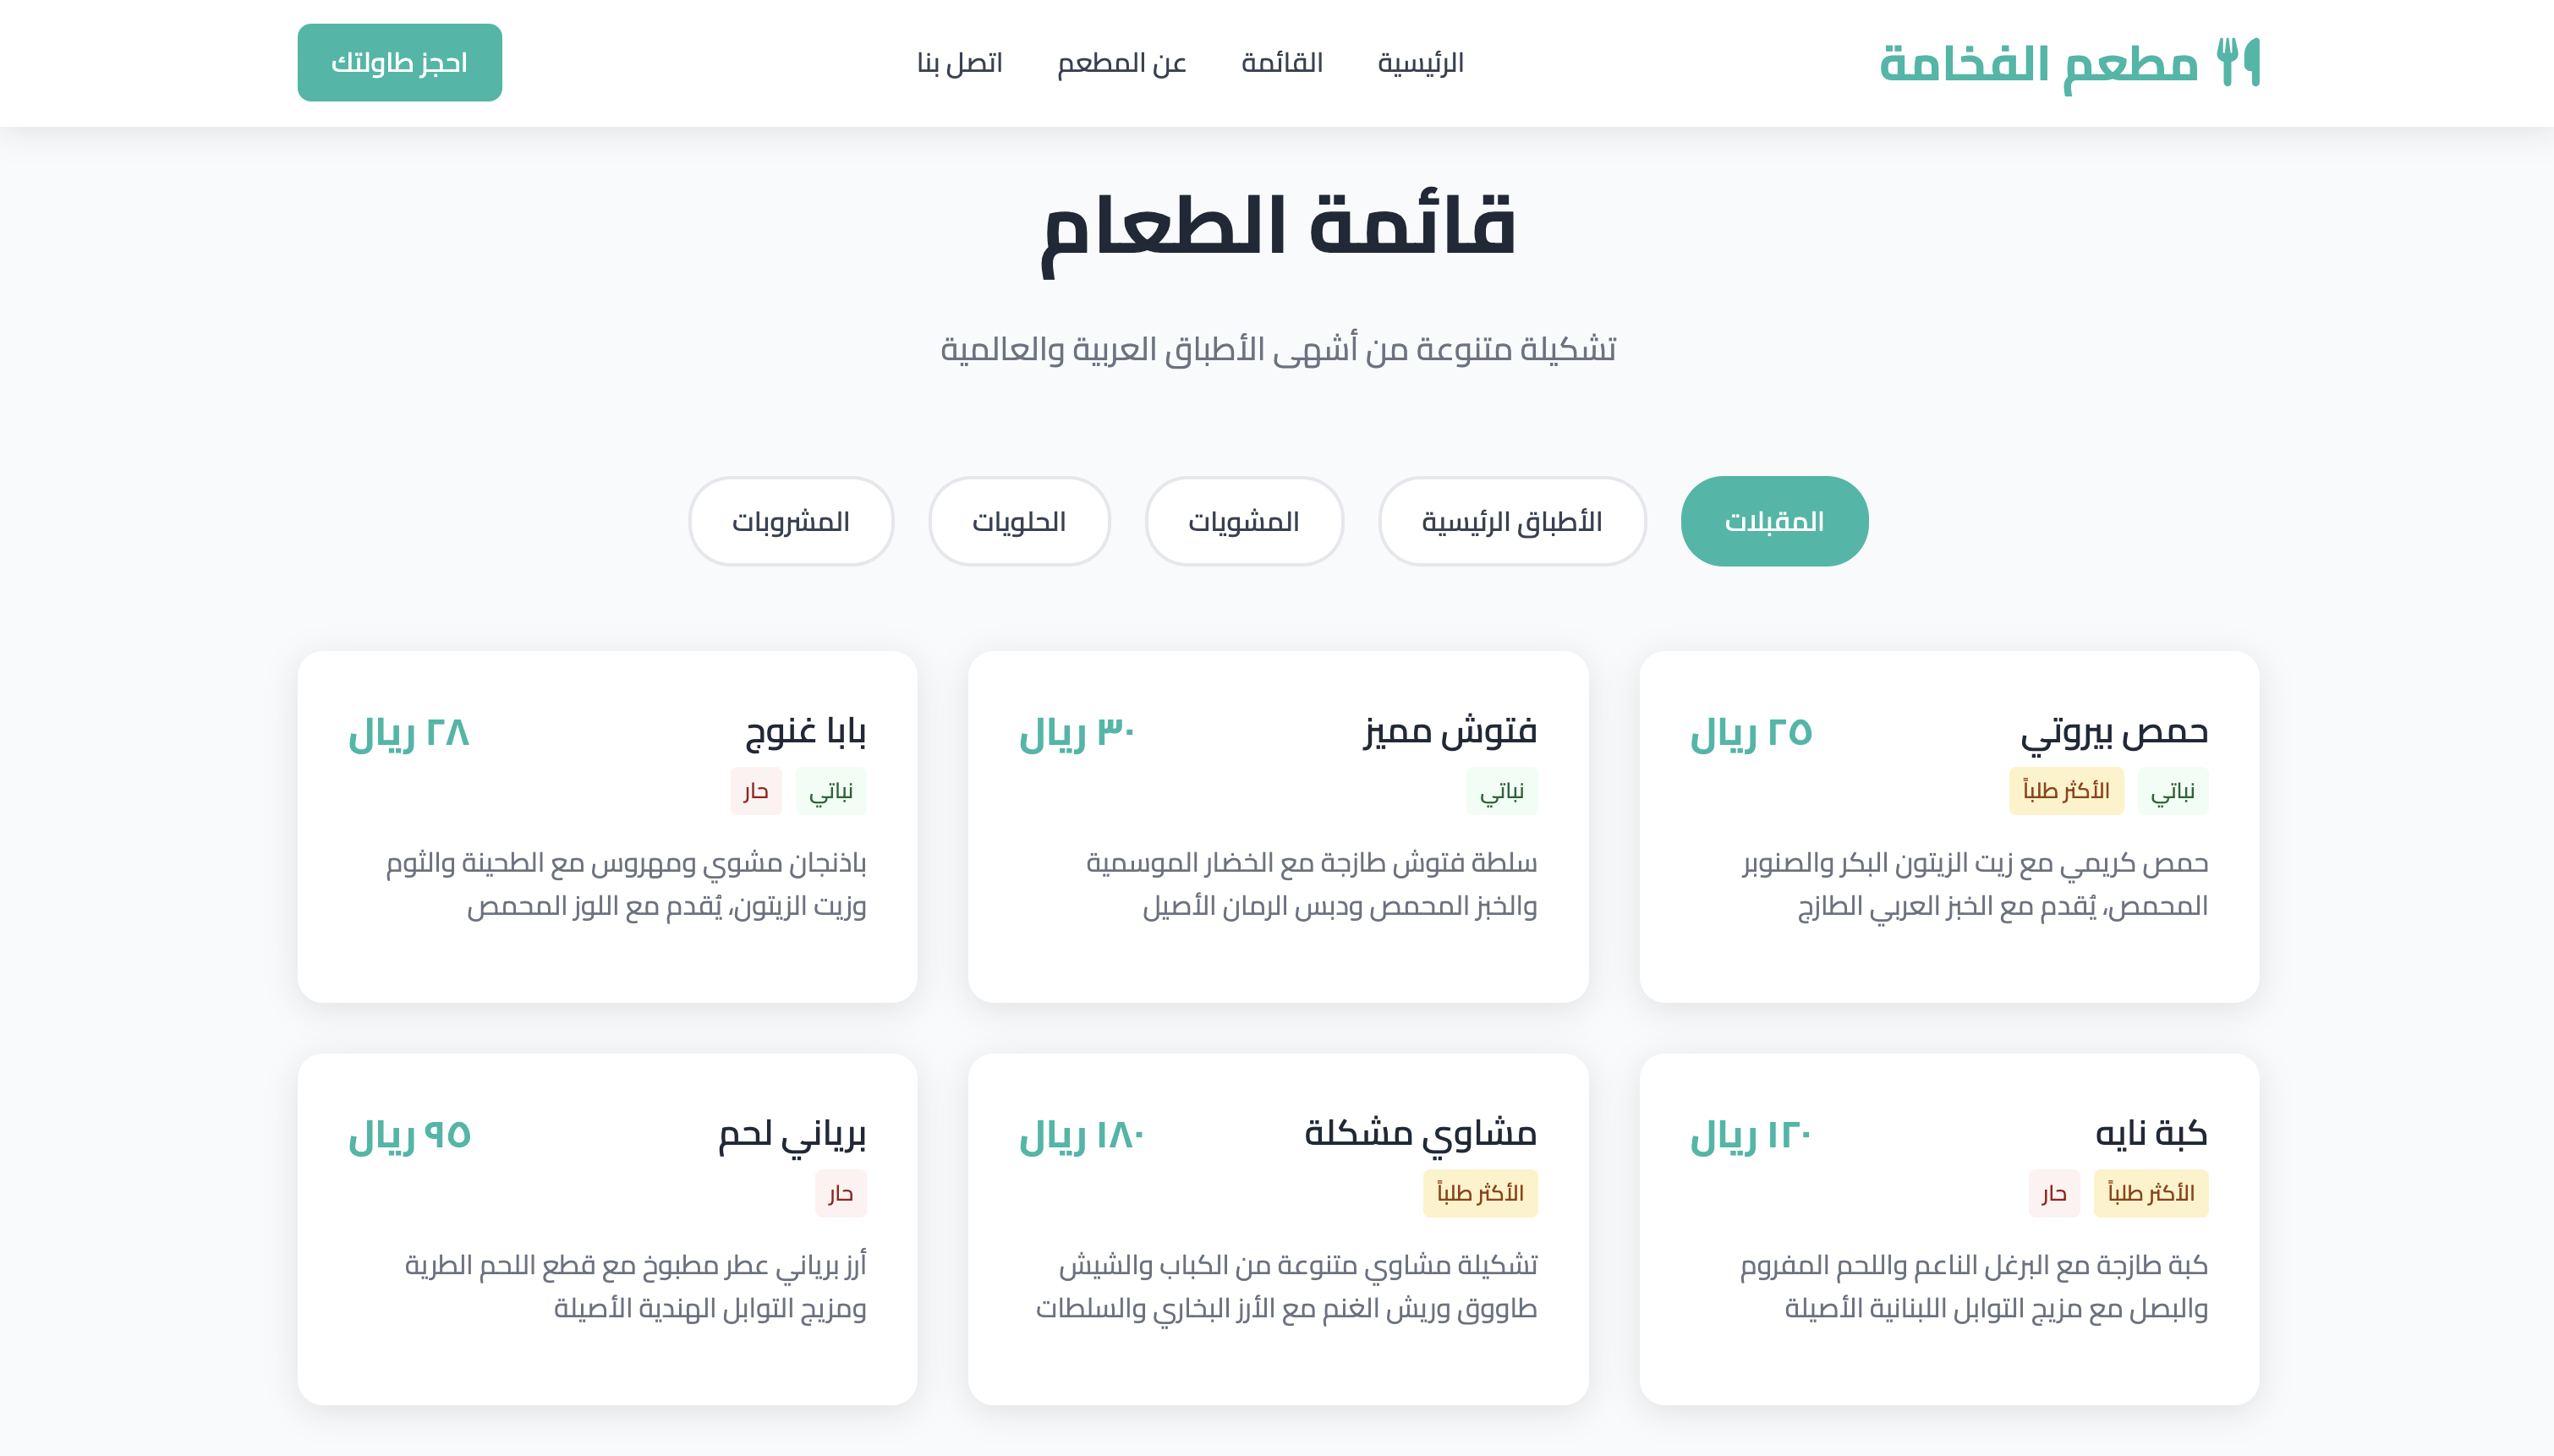 مطعم الفخامة
الرئيسية
القائمة
عن المطعم
اتصل بنا
احجز طاولتك
قائمة الطعام
تشكيلة متنوعة من أشهى الأطباق العربية والعالمية
المقبلات
الأطباق الرئيسية
المشويات
الحلويات
المشروبات
حمص بيروتي
٢٥ ريال
نباتي
الأكثر طلباً
حمص كريمي مع زيت الزيتون البكر والصنوبر
المحمص، يُقدم مع الخبز العربي الطازج
فتوش مميز
٣٠ ريال
نباتي
سلطة فتوش طازجة مع الخضار الموسمية
والخبز المحمص ودبس الرمان الأصيل
بابا غنوج
٢٨ ريال
نباتي
حار
باذنجان مشوي ومهروس مع الطحينة والثوم
وزيت الزيتون، يُقدم مع اللوز المحمص
كبة نايه
١٢٠ ريال
الأكثر طلباً
حار
كبة طازجة مع البرغل الناعم واللحم المفروم
والبصل مع مزيج التوابل اللبنانية الأصيلة
مشاوي مشكلة
١٨٠ ريال
الأكثر طلباً
تشكيلة مشاوي متنوعة من الكباب والشيش
طاووق وريش الغنم مع الأرز البخاري والسلطات
برياني لحم
٩٥ ريال
حار
أرز برياني عطر مطبوخ مع قطع اللحم الطرية
ومزيج التوابل الهندية الأصيلة